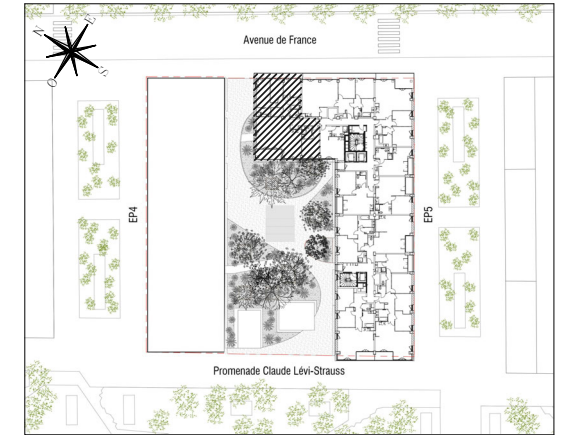 N
E
S
O
Avenue de France
EP4
EP5
Promenade Claude Lévi-Strauss